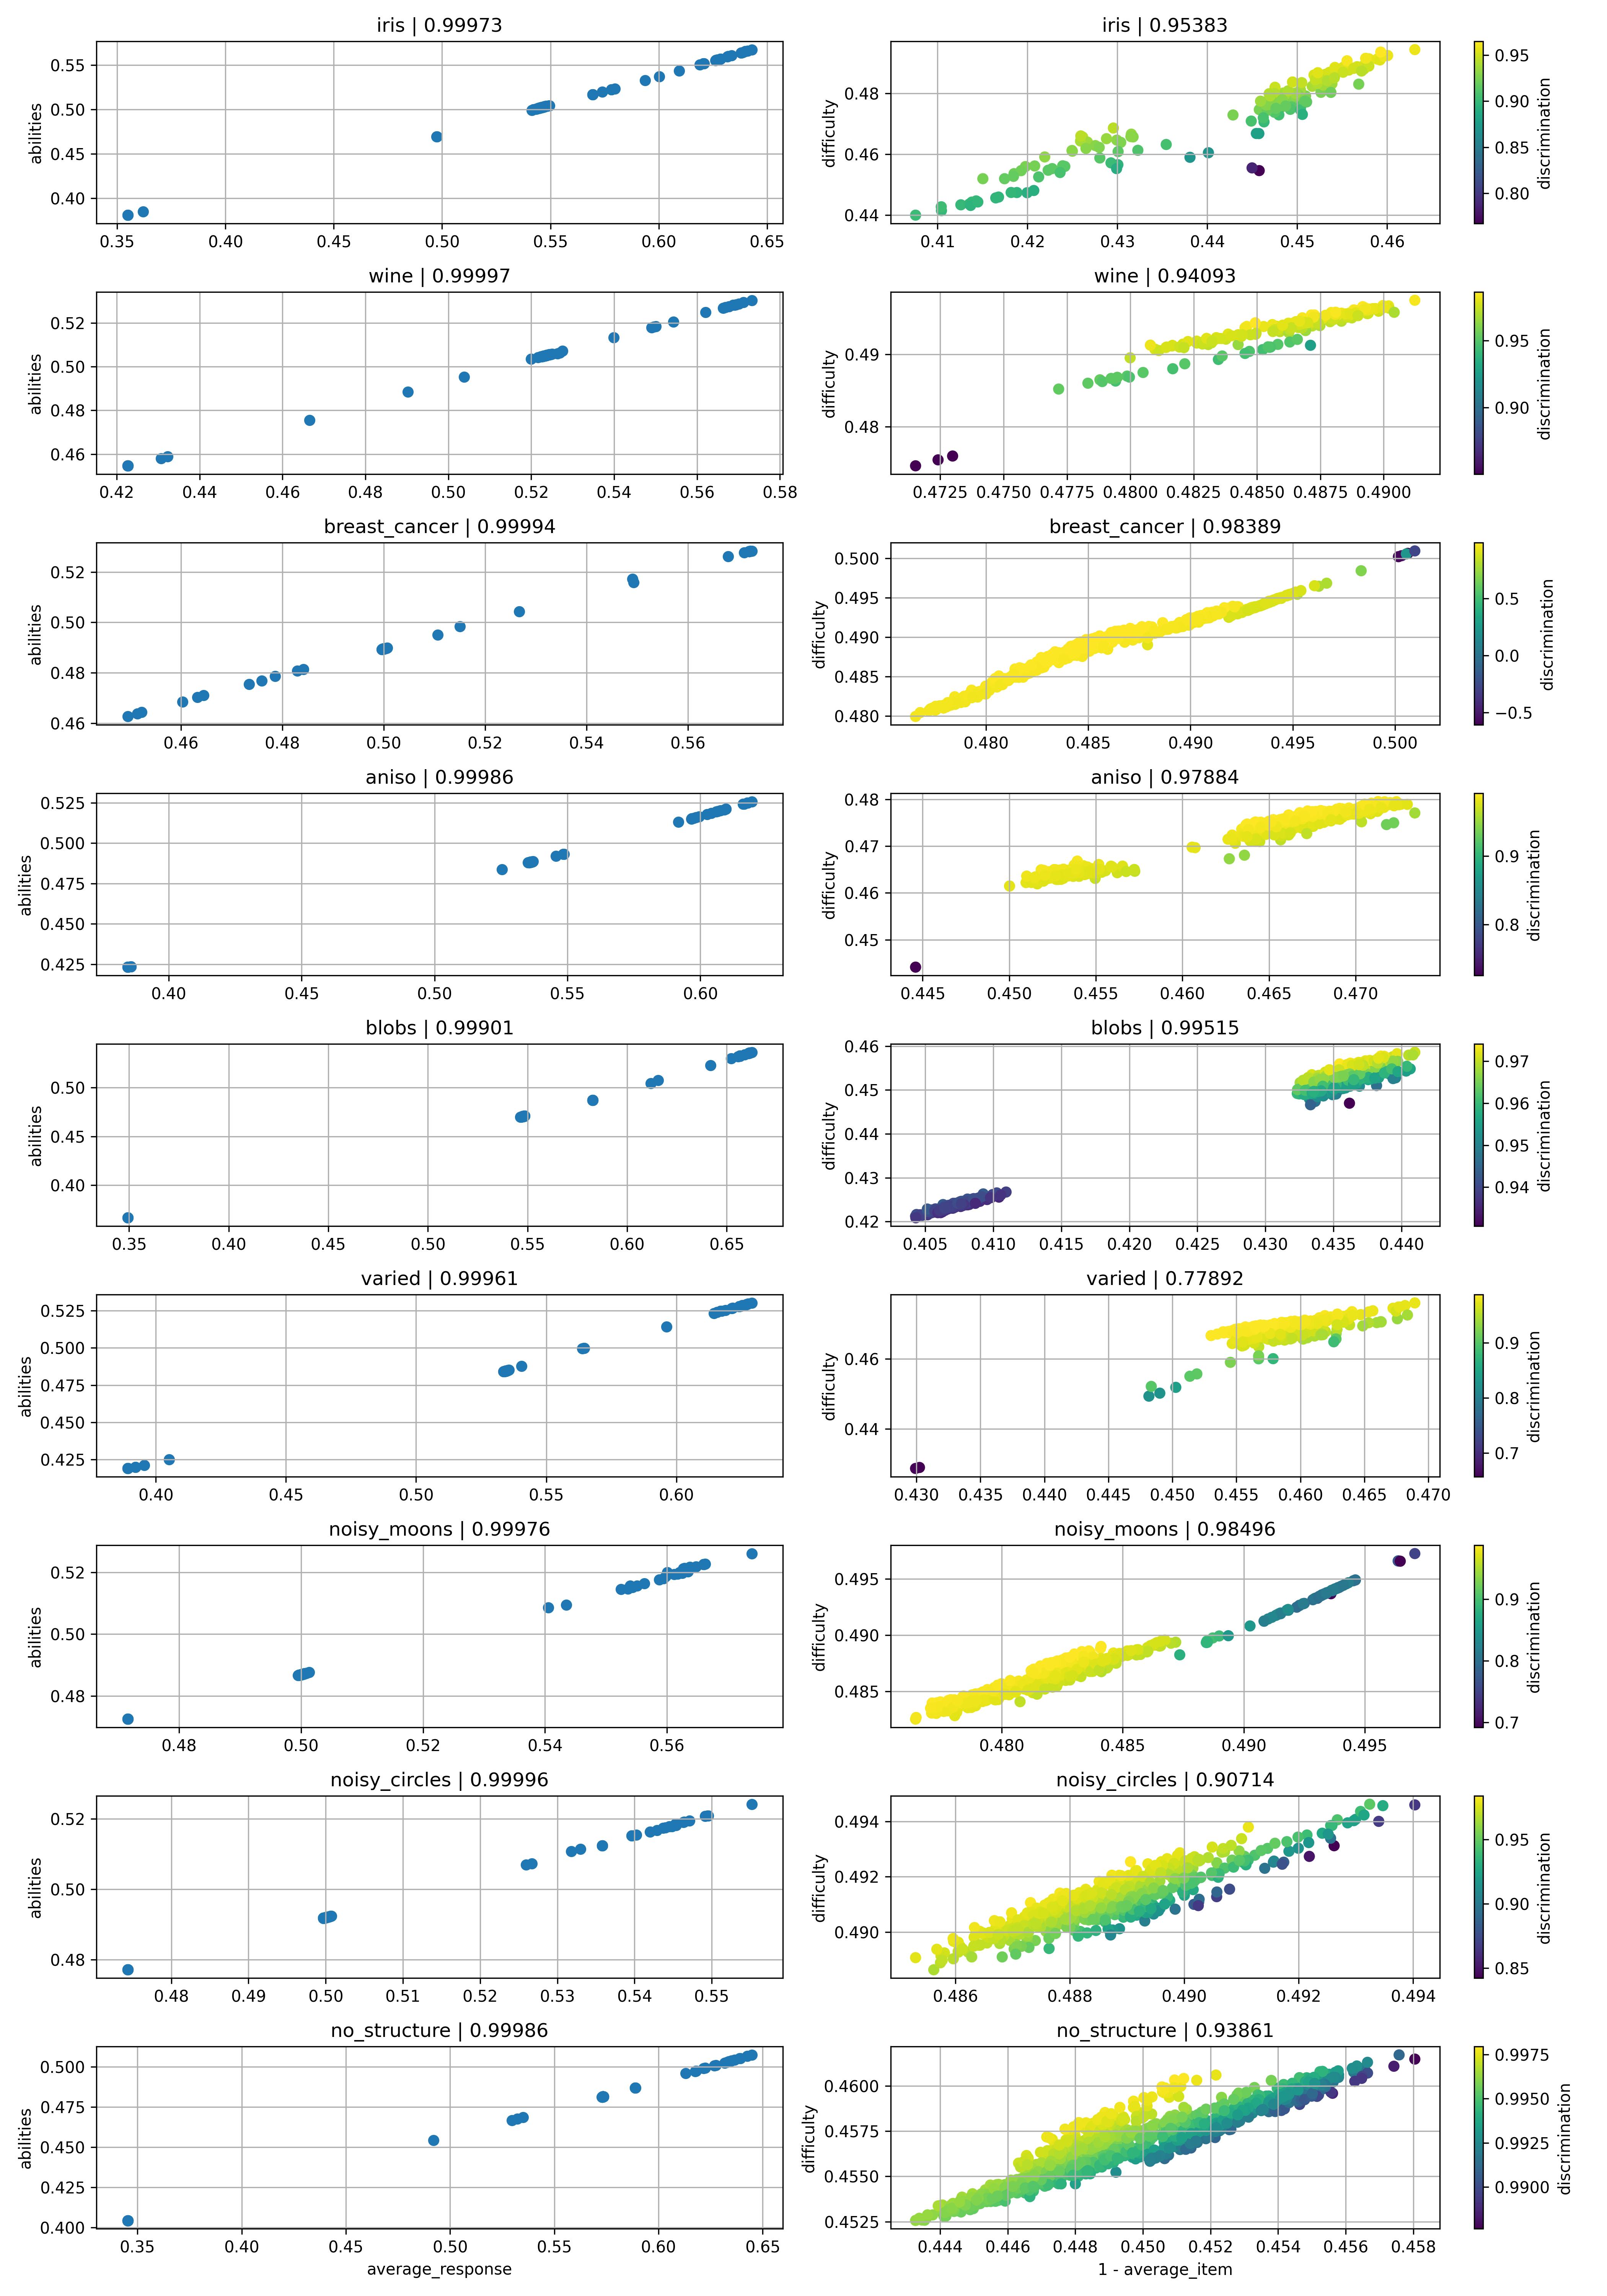 iris | 0.99973
abilities
0.55
0.50
0.45
0.40
0.35 0.40 0.45 0.50 0.55 0.60 0.65
iris | 0.95383
difficulty
0.48
0.46
0.44
0.41 0.42 0.43 0.44 0.45 0.46
0.95
0.90
0.85
0.80
discrimination
wine | 0.99997
abilities
0.52
0.50
0.48
0.46
0.42 0.44 0.46 0.48 0.50 0.52 0.54 0.56 0.58
wine | 0.94093
difficulty
0.49
0.48
0.4725 0.4750 0.4775 0.4800 0.4825 0.4850 0.4875 0.4900
0.95
0.90
discrimination
breast_cancer | 0.99994
abilities
0.52
0.50
0.48
0.46
0.46 0.48 0.50 0.52 0.54 0.56
breast_cancer | 0.98389
difficulty
0.500
0.495
0.490
0.485
0.480
0.480 0.485 0.490 0.495 0.500
0.5
0.0
−0.5
discrimination
aniso | 0.99986
abilities
0.525
0.500
0.475
0.450
0.425
0.40 0.45 0.50 0.55 0.60
aniso | 0.97884
difficulty
0.48
0.47
0.46
0.45
0.445 0.450 0.455 0.460 0.465 0.470
0.9
0.8
discrimination
blobs | 0.99901
abilities
0.50
0.45
0.40
0.35 0.40 0.45 0.50 0.55 0.60 0.65
blobs | 0.99515
difficulty
0.46
0.45
0.44
0.43
0.42
0.405 0.410 0.415 0.420 0.425 0.430 0.435 0.440
0.97
0.96
0.95
0.94
discrimination
varied | 0.99961
abilities
0.525
0.500
0.475
0.450
0.425
0.40 0.45 0.50 0.55 0.60
varied | 0.77892
difficulty
0.46
0.44
0.430 0.435 0.440 0.445 0.450 0.455 0.460 0.465 0.470
0.9
0.8
0.7
discrimination
noisy_moons | 0.99976
abilities
0.52
0.50
0.48
0.48 0.50 0.52 0.54 0.56
noisy_moons | 0.98496
difficulty
0.495
0.490
0.485
0.480 0.485 0.490 0.495
0.9
0.8
0.7
discrimination
noisy_circles | 0.99996
abilities
0.52
0.50
0.48
0.48 0.49 0.50 0.51 0.52 0.53 0.54 0.55
noisy_circles | 0.90714
difficulty
0.494
0.492
0.490
0.486 0.488 0.490 0.492 0.494
0.95
0.90
0.85
discrimination
no_structure | 0.99986
abilities
0.500
0.475
0.450
0.425
0.400
0.35 0.40 0.45 0.50 0.55 0.60 0.65
average_response
no_structure | 0.93861
difficulty
0.4600
0.4575
0.4550
0.4525
0.444 0.446 0.448 0.450 0.452 0.454 0.456 0.458
1 - average_item
0.9975
0.9950
0.9925
0.9900
discrimination